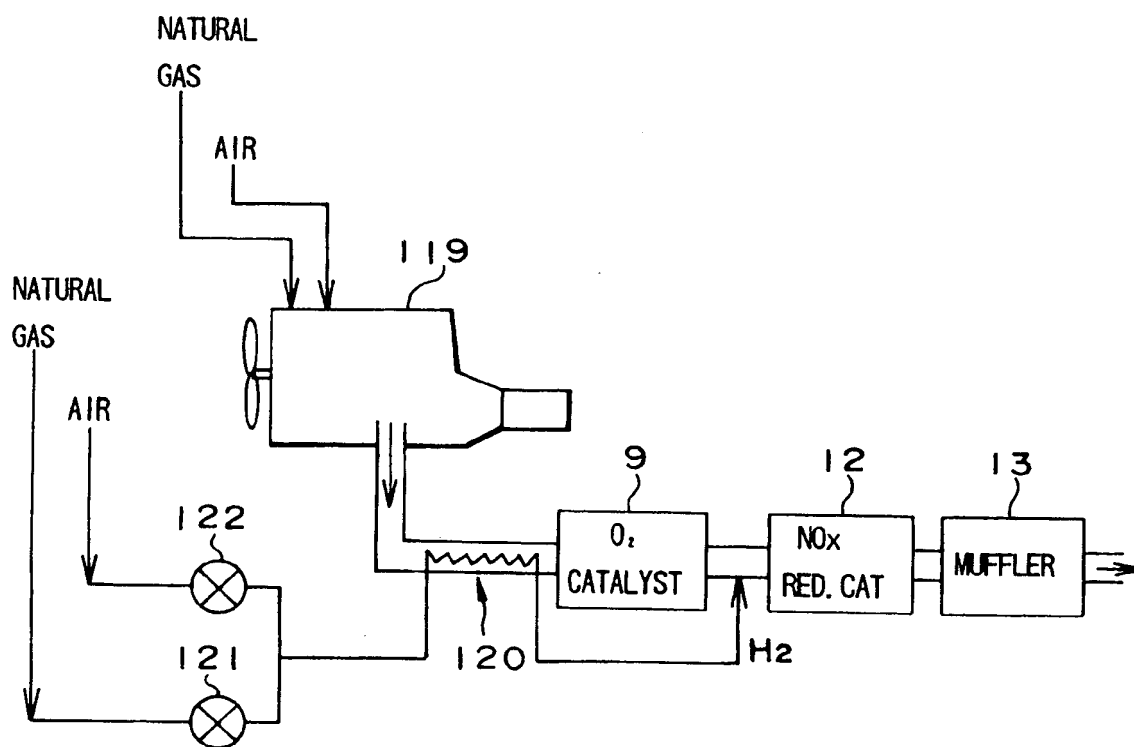 NATURAL
GAS
AIR
119
NATURAL
GAS
AIR
122
121
120
9
O₂
CATALYST
H2
12
NOx
RED. CAT
13
MUFFLER